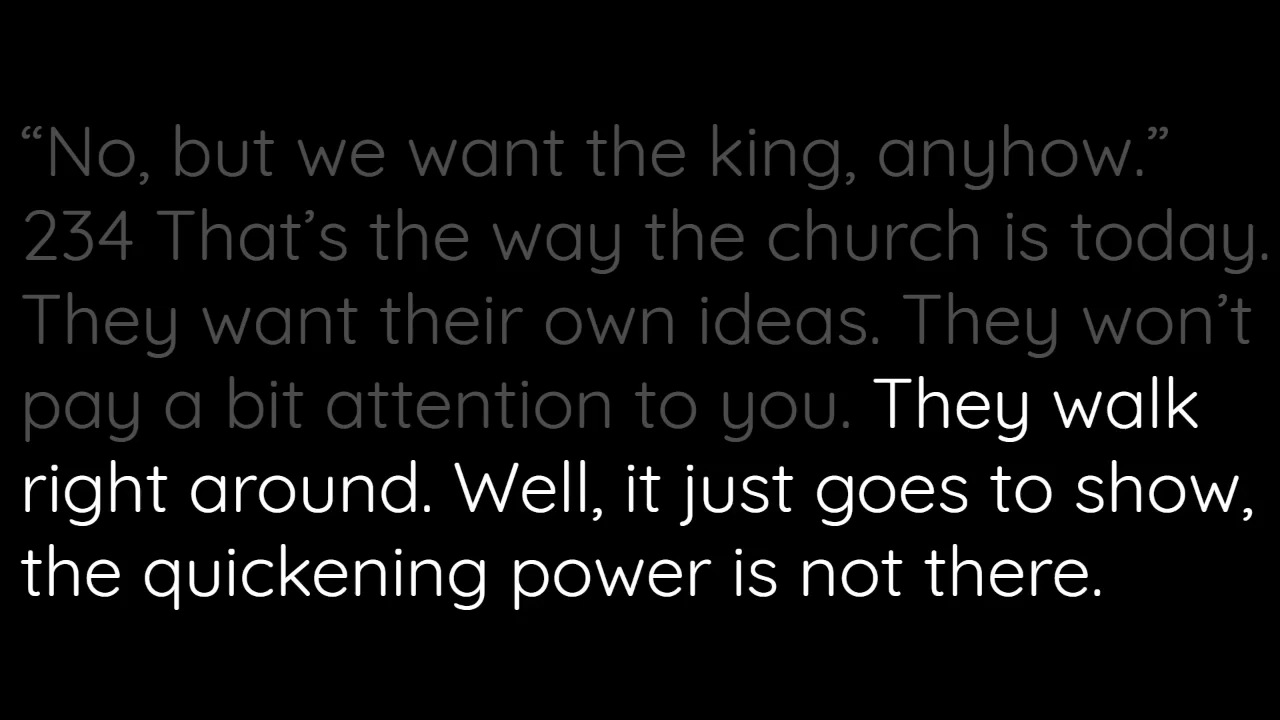 “No, but we want the king, anyhow.”
234 That’s the way the church is today.
They want their own ideas. They won’t
pay a bit attention to you. They walk
right around. Well, it just goes to show,
the quickening power is not there.